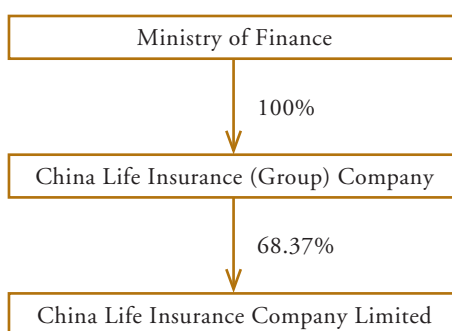 Ministry of Finance
100%
China Life Insurance (Group) Company
68.37%
China Life Insurance Company Limited